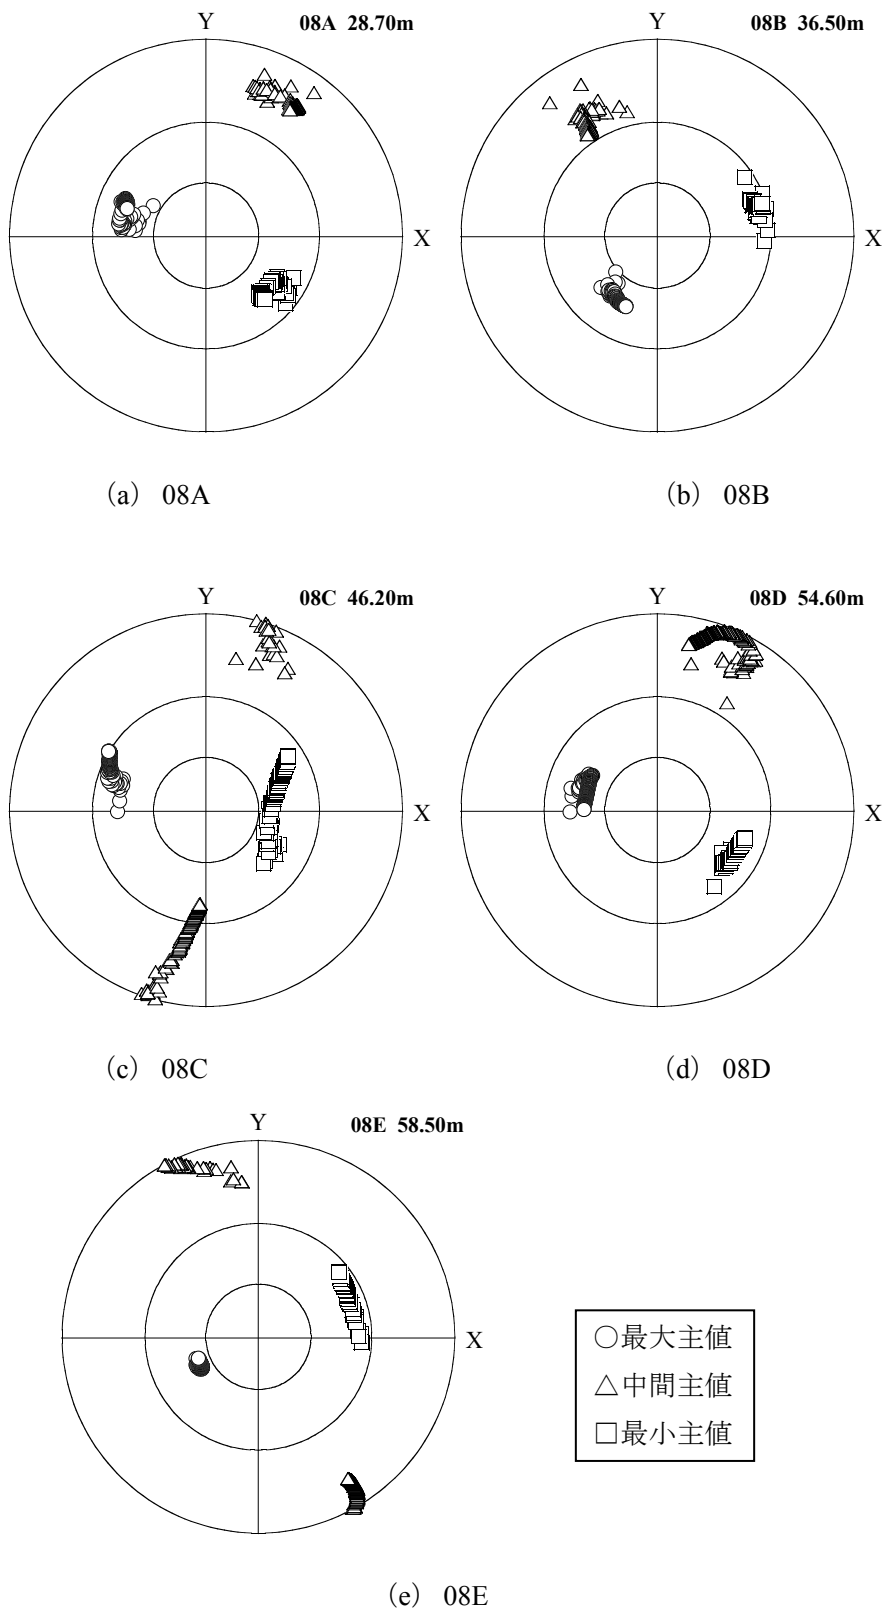 Y
08A 28.70m
X
(a) 08A
Y
08B 36.50m
X
(b) 08B
Y
08C 46.20m
X
(c) 08C
Y
08D 54.60m
X
(d) 08D
Y
08E 58.50m
X
○最大主値
△中間主値
□最小主値
(e) 08E